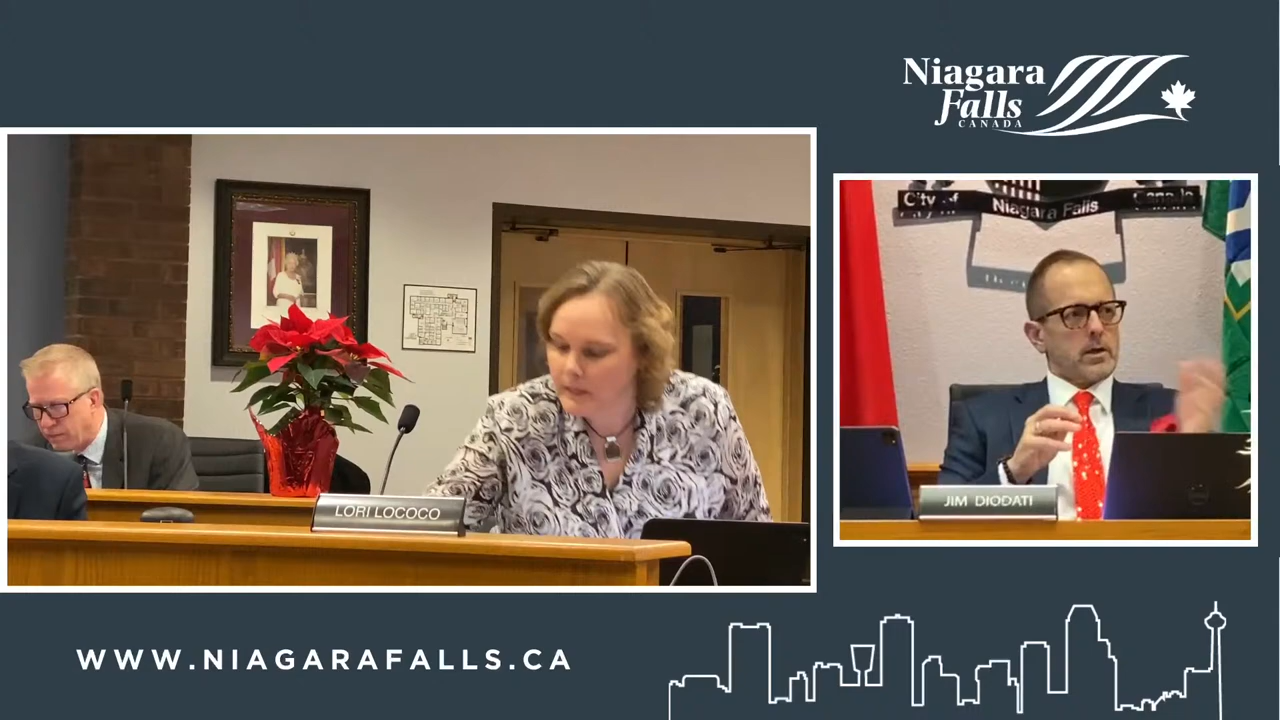 Niagara
Falls
CANADA
City of
Niagara Falls
Canada
LORI LOCOCO
JIM DIODATI
WWW.NIAGARAFALLS.CA